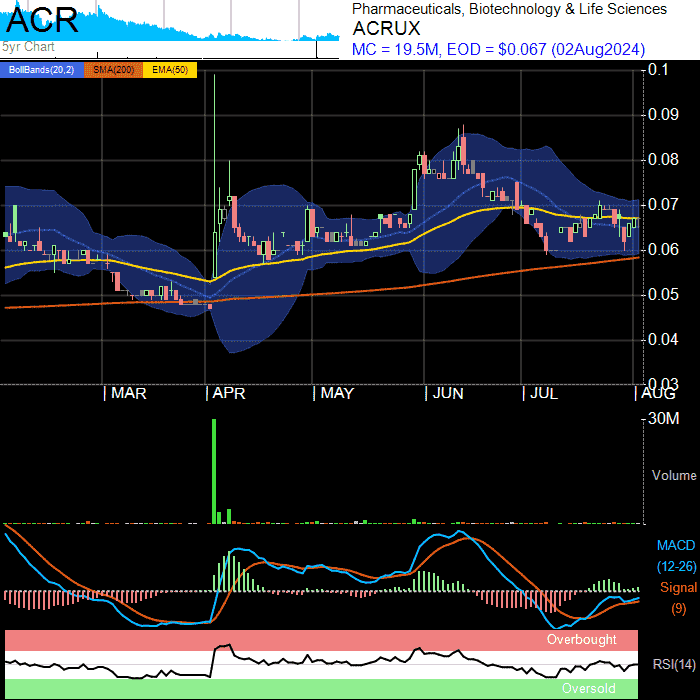 ACR
5yr Chart
Pharmaceuticals, Biotechnology & Life Sciences
ACRUX
MC = 19.5M, EOD = $0.067 (02Aug2024)
BollBands(20,2) SMA(200) EMA(50)
0.1
0.09
0.08
0.07
0.06
0.05
0.04
0.03
MAR APR MAY JUN JUL AUG
30M
Volume
MACD
(12-26)
Signal
(9)
Overbought
RSI(14)
Oversold